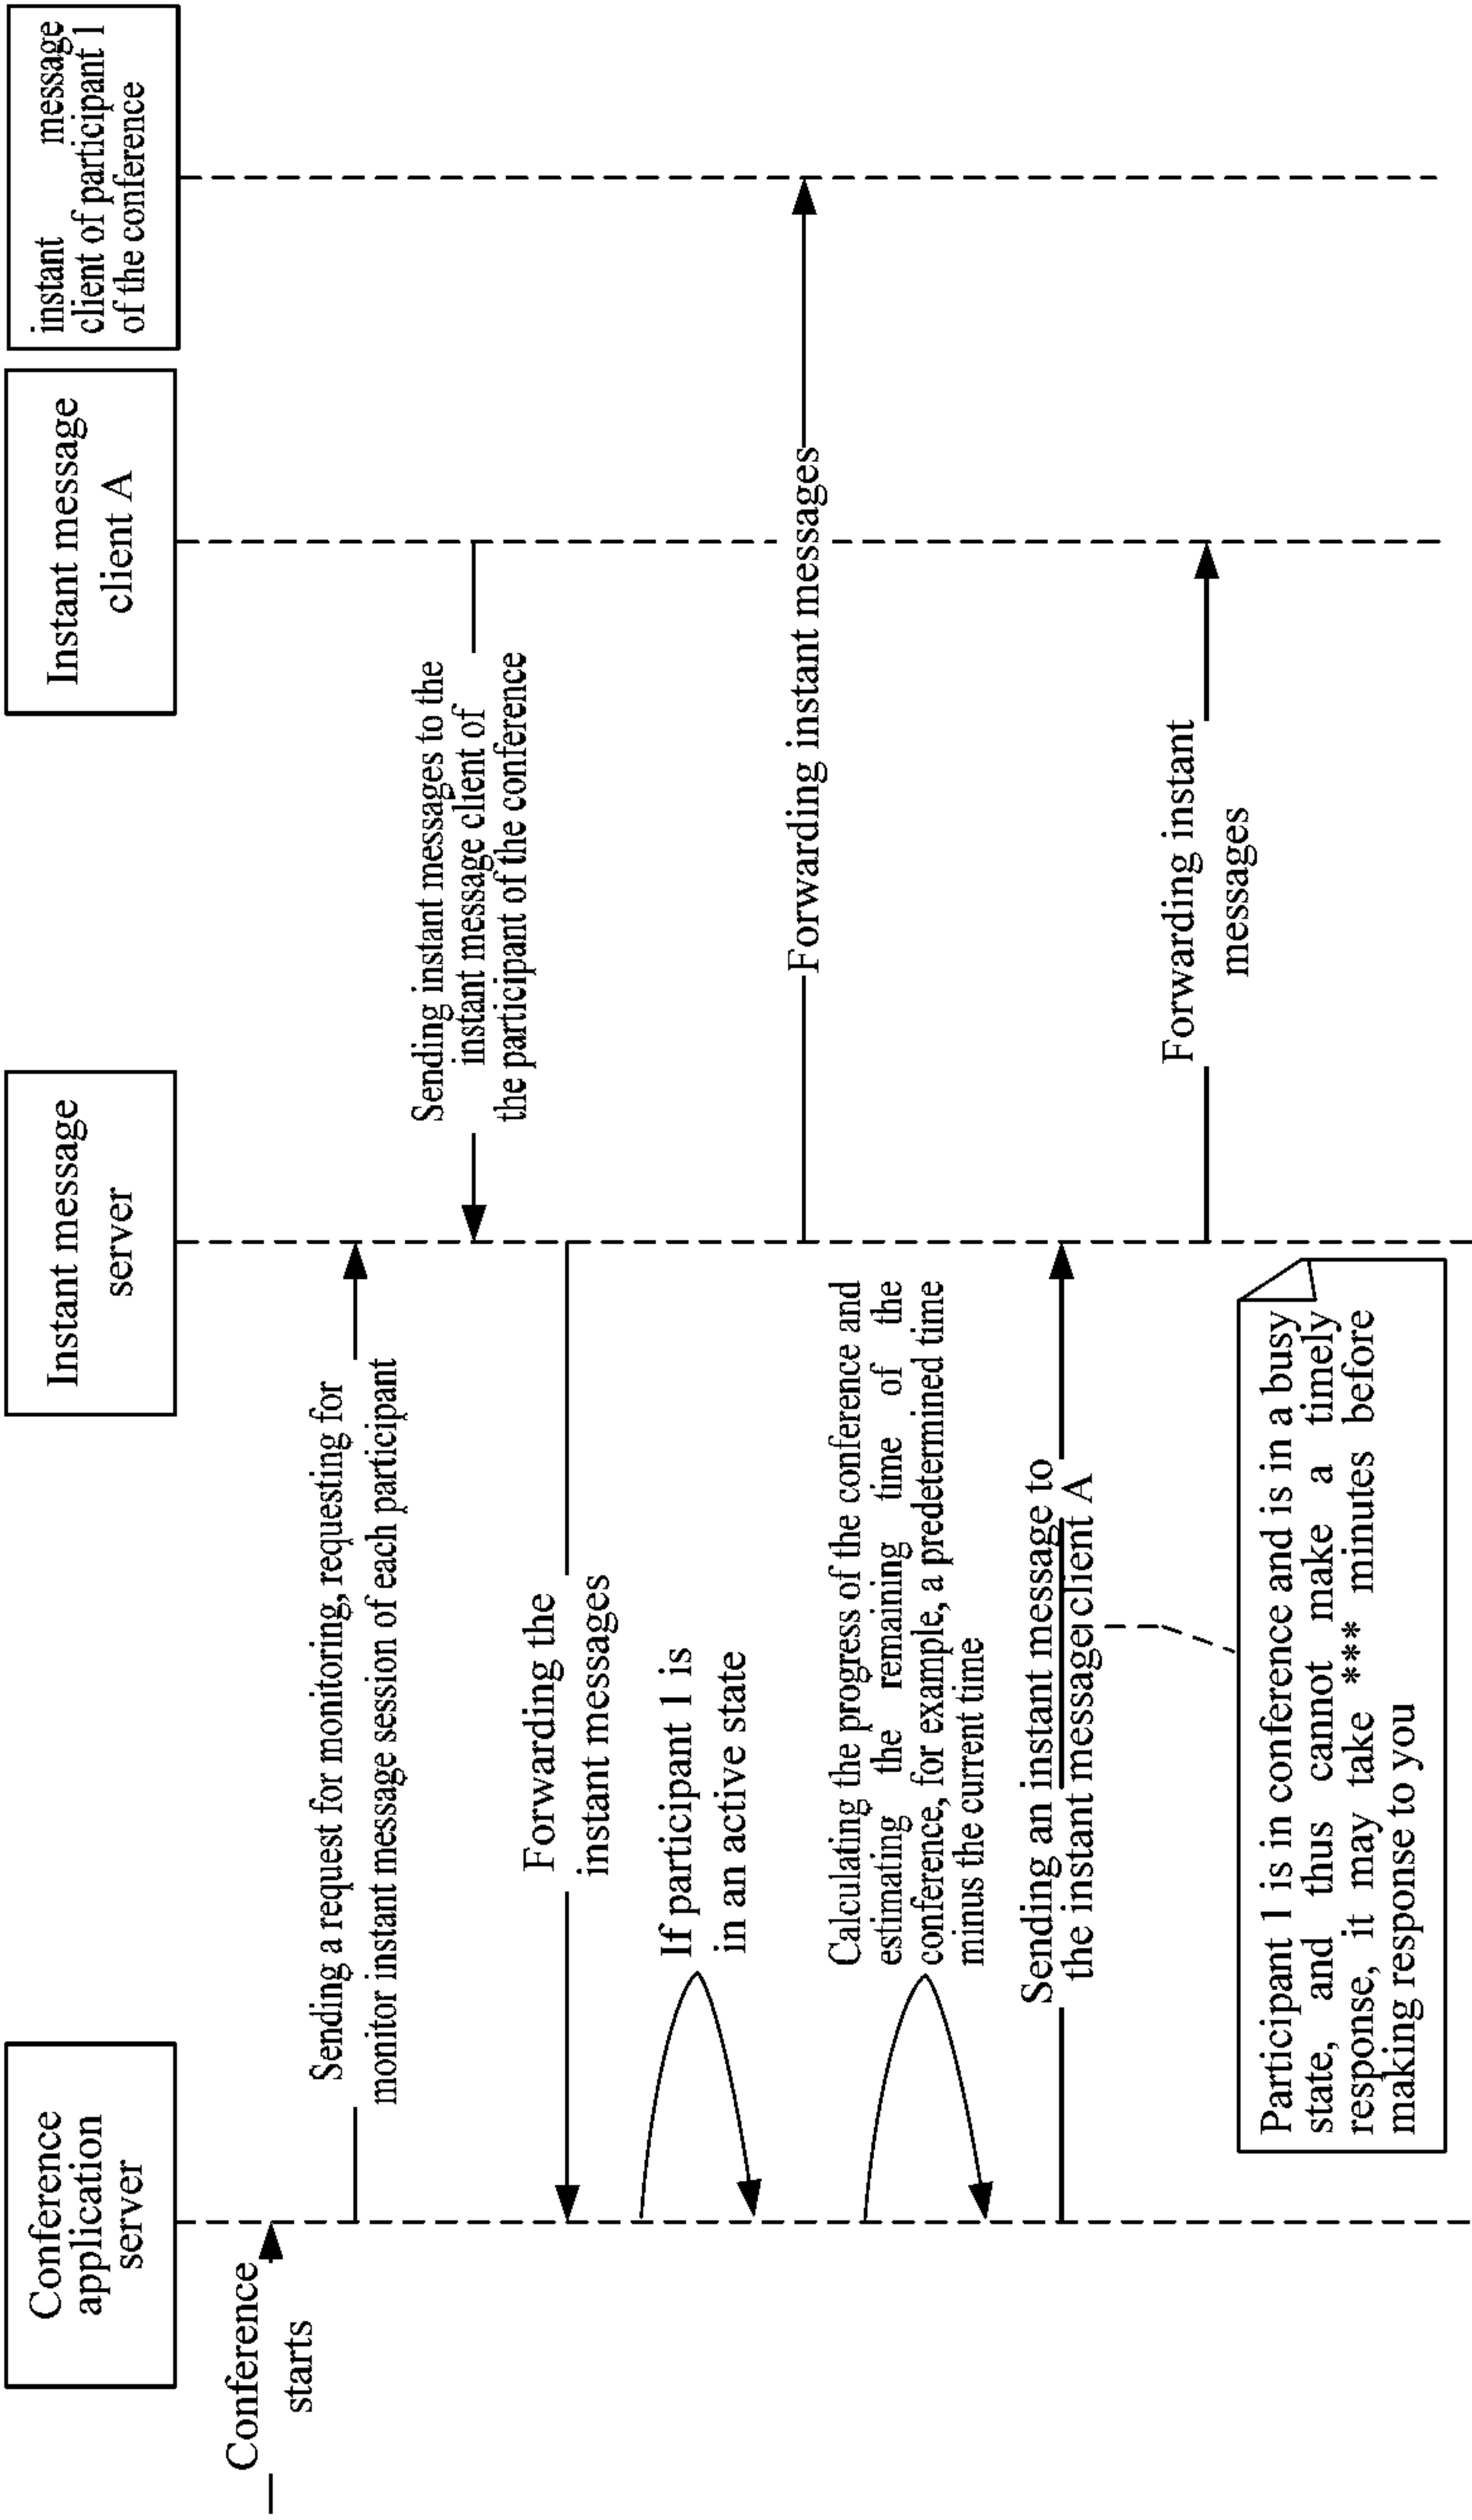 Conference
application
server
Instant message
server
Instant message
client A
instant message
client of participant 1
of the conference
Conference
starts
Sending a request for monitoring, requesting for
monitor instant message session of each participant
Sending instant messages to the
instant message client of
the participant of the conference
Forwarding the
instant messages
If participant 1 is
in an active state
Forwarding instant messages
Calculating the progress of the conference and
estimating the remaining time of the
conference, for example, a predetermined time
minus the current time
Sending an instant message to
the instant message client A
Forwarding instant
messages
Participant 1 is in conference and is in a busy
state, and thus cannot make a timely
response, it may take *** minutes before
making response to you